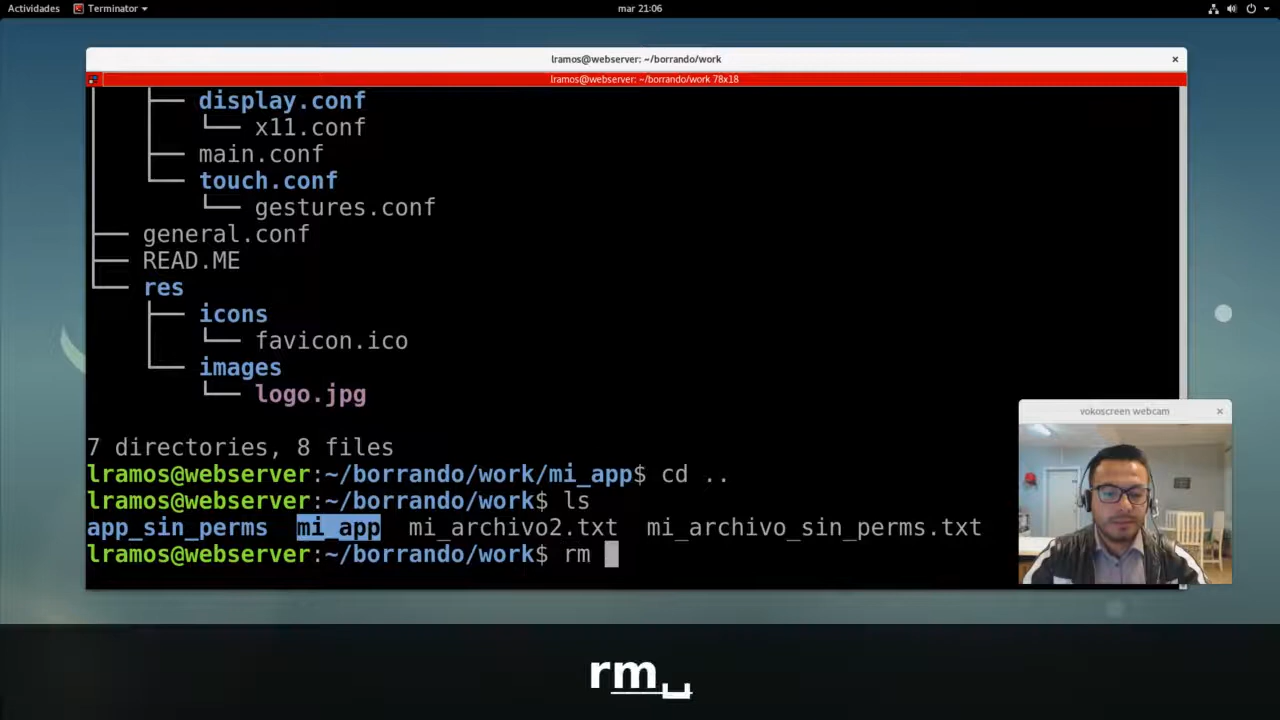 Actividades Terminator mar 21:06
lramos@webserver: ~/borrando/work
lramos@webserver: ~/borrando/work 78x18
├── display.conf
│   └── x11.conf
├── main.conf
└── touch.conf
    └── gestures.conf
├── general.conf
├── READ.ME
└── res
    ├── icons
    │   └── favicon.ico
    └── images
        └── logo.jpg
7 directories, 8 files
lramos@webserver:~/borrando/work/mi_app$ cd ..
lramos@webserver:~/borrando/work$ ls
app_sin_perms mi_app mi_archivo2.txt mi_archivo_sin_perms.txt
lramos@webserver:~/borrando/work$ rm
vokoscreen webcam
rm␣